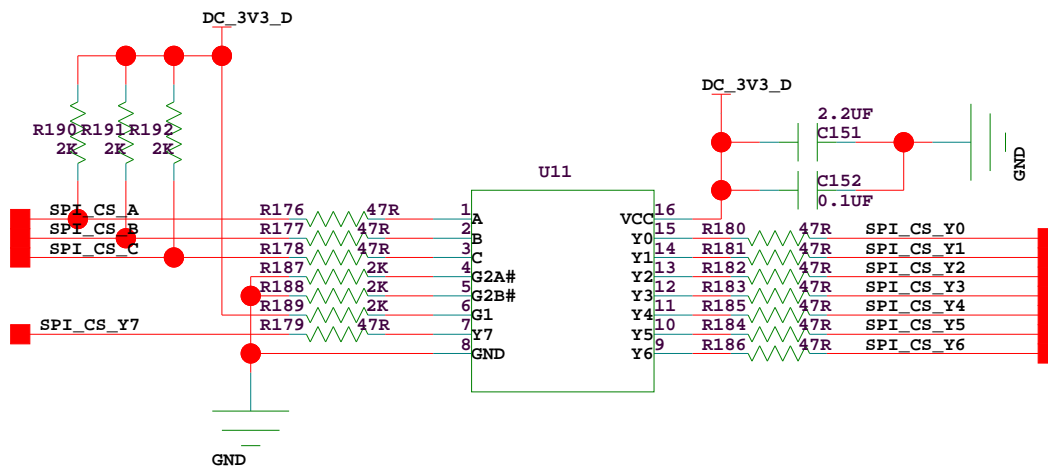 DC_3V3_D
DC_3V3_D
2.2UF
C151
GND
R190 R191 R192
2K 2K 2K
C152
0.1UF
U11
SPI_CS_A R176 47R 1 A
SPI_CS_B R177 47R 2 B
SPI_CS_C R178 47R 3 C
R187 2K 4 G2A#
R188 2K 5 G2B#
R189 2K 6 G1
SPI_CS_Y7 R179 47R 7 Y7
8 GND
VCC 16
Y0 15 R180 47R SPI_CS_Y0
Y1 14 R181 47R SPI_CS_Y1
Y2 13 R182 47R SPI_CS_Y2
Y3 12 R183 47R SPI_CS_Y3
Y4 11 R185 47R SPI_CS_Y4
Y5 10 R184 47R SPI_CS_Y5
Y6 9 R186 47R SPI_CS_Y6
GND